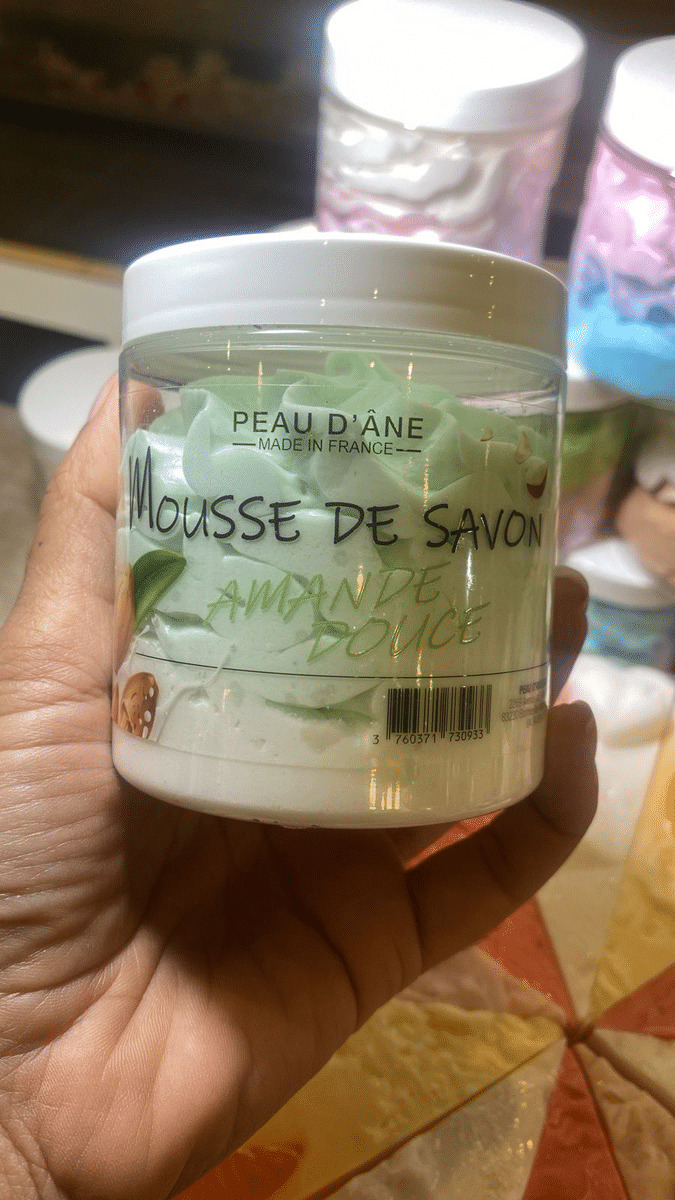 PEAU D'ÂNE
MADE IN FRANCE
MOUSSE DE SAVON
AMANDE
DOUCE
3 760371 730933